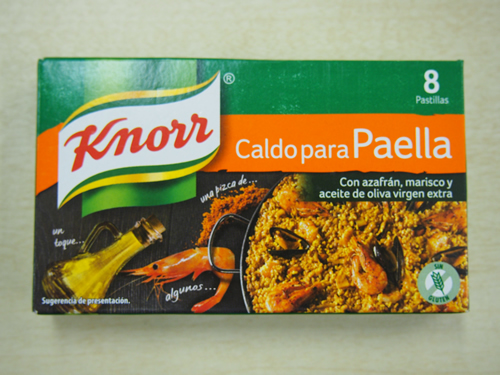 Knorr®
8
Pastillas
Caldo para Paella
Con azafrán, marisco y
aceite de oliva virgen extra
una pizca de...
un
toque...
algunos...
SIN
GLUTEN
Sugerencia de presentación.